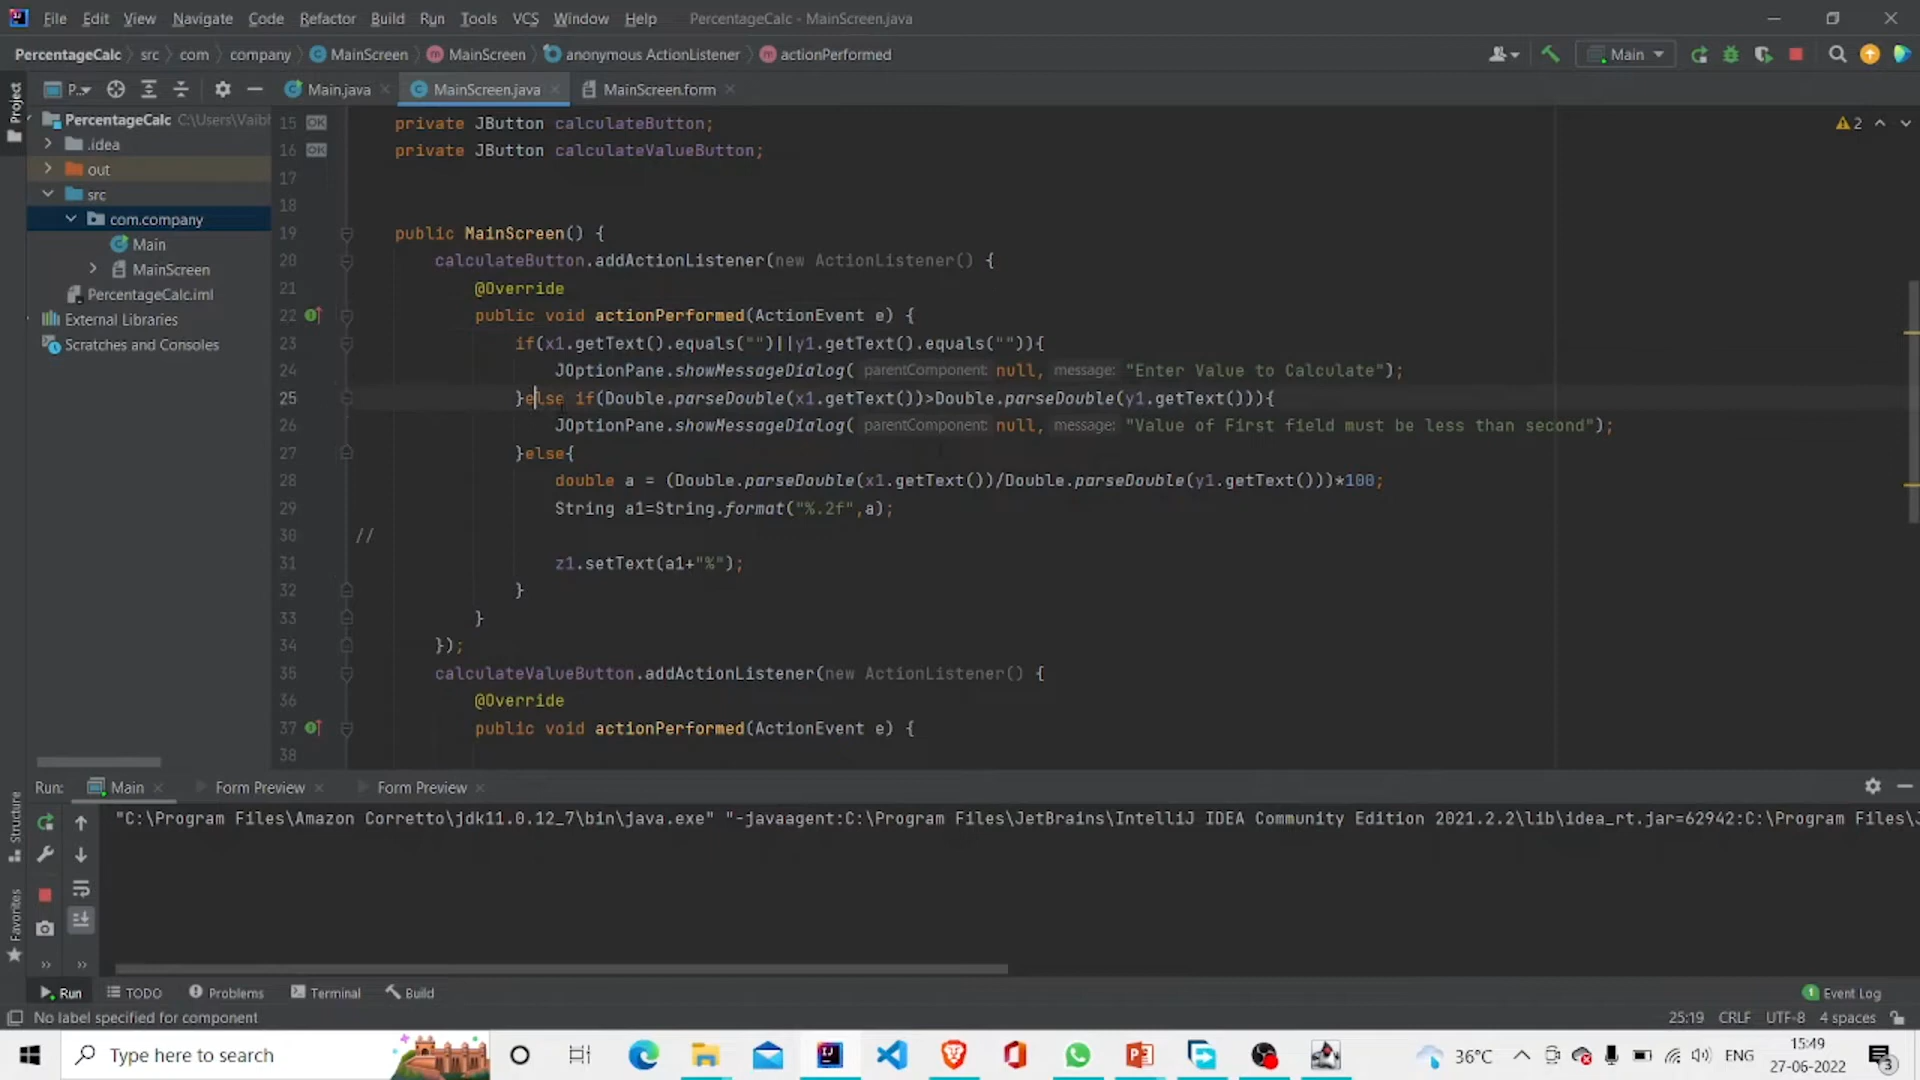 File Edit View Navigate Code Refactor Build Run Tools VCS Window Help PercentageCalc - MainScreen.java
PercentageCalc src com company MainScreen MainScreen anonymous ActionListener actionPerformed Main
P.. Main.java MainScreen.java MainScreen.form
Project
PercentageCalc C:\Users\Vaib
.idea
out
src
com.company
Main
MainScreen
PercentageCalc.iml
External Libraries
Scratches and Consoles
2
15 private JButton calculateButton;
16 private JButton calculateValueButton;
17
18
19 public MainScreen() {
20 calculateButton.addActionListener(new ActionListener() {
21 @Override
22 public void actionPerformed(ActionEvent e) {
23 if(x1.getText().equals("")||y1.getText().equals("")){
24 JOptionPane.showMessageDialog( parentComponent: null, message: "Enter Value to Calculate");
25 }else if(Double.parseDouble(x1.getText())>Double.parseDouble(y1.getText())){
26 JOptionPane.showMessageDialog( parentComponent: null, message: "Value of First field must be less than second");
27 }else{
28 double a = (Double.parseDouble(x1.getText())/Double.parseDouble(y1.getText()))*100;
29 String a1=String.format("%.2f",a);
30 //
31 z1.setText(a1+"%");
32 }
33 }
34 });
35 calculateValueButton.addActionListener(new ActionListener() {
36 @Override
37 public void actionPerformed(ActionEvent e) {
38
Run: Main Form Preview Form Preview
"C:\Program Files\Amazon Corretto\jdk11.0.12_7\bin\java.exe" "-javaagent:C:\Program Files\JetBrains\IntelliJ IDEA Community Edition 2021.2.2\lib\idea_rt.jar=62942:C:\Program Files\J
Structure
Favorites
Run TODO Problems Terminal Build 1 Event Log
No label specified for component 25:19 CRLF UTF-8 4 spaces
Type here to search 36°C ENG 15:49
27-06-2022 3